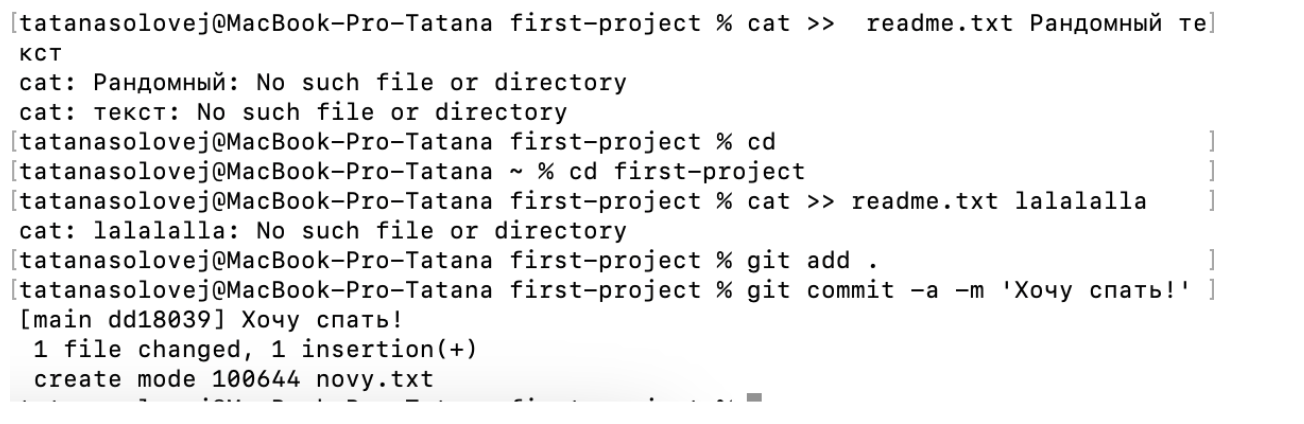 [tatanasolovej@MacBook-Pro-Tatana first-project % cat >>  readme.txt Рандомный те]
кст
cat: Рандомный: No such file or directory
cat: текст: No such file or directory
[tatanasolovej@MacBook-Pro-Tatana first-project % cd ]
[tatanasolovej@MacBook-Pro-Tatana ~ % cd first-project ]
[tatanasolovej@MacBook-Pro-Tatana first-project % cat >> readme.txt lalalalla ]
cat: lalalalla: No such file or directory
[tatanasolovej@MacBook-Pro-Tatana first-project % git add . ]
[tatanasolovej@MacBook-Pro-Tatana first-project % git commit -a -m 'Хочу спать!' ]
[main dd18039] Хочу спать!
1 file changed, 1 insertion(+)
create mode 100644 novy.txt